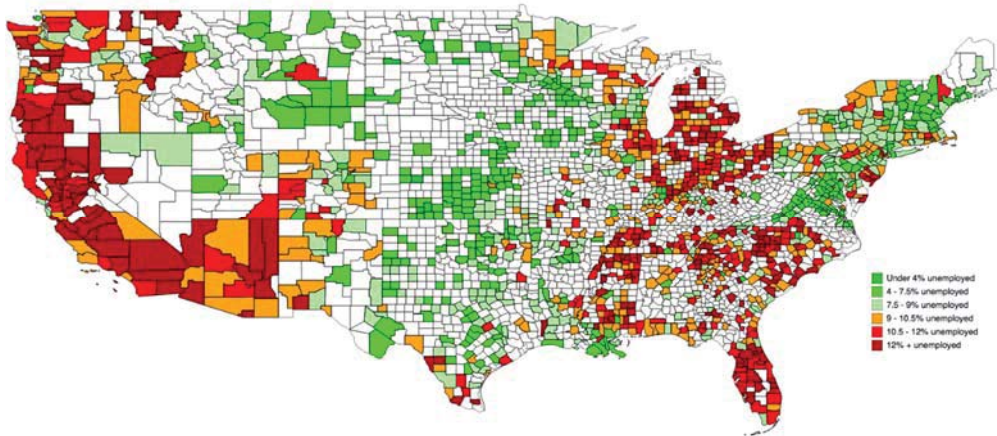 Under 4% unemployed
4 - 7.5% unemployed
7.5 - 9% unemployed
9 - 10.5% unemployed
10.5 - 12% unemployed
12% + unemployed